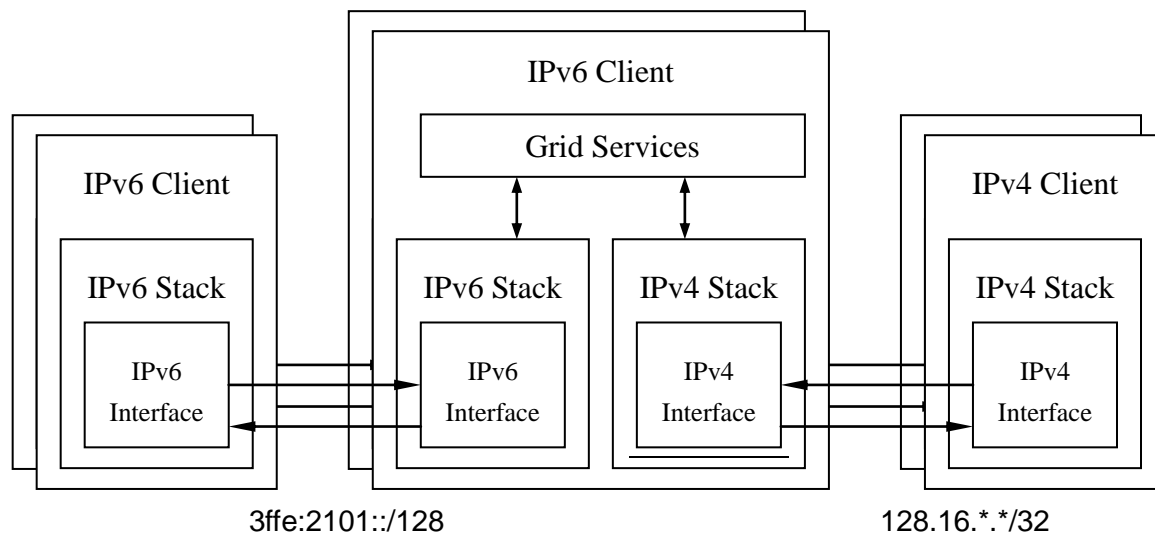 IPv6 Client
Grid Services
IPv6 Client
IPv4 Client
IPv6 Stack
IPv6 Stack
IPv4 Stack
IPv4 Stack
IPv6
Interface
IPv6
Interface
IPv4
Interface
IPv4
Interface
3ffe:2101::/128
128.16.*.*/32